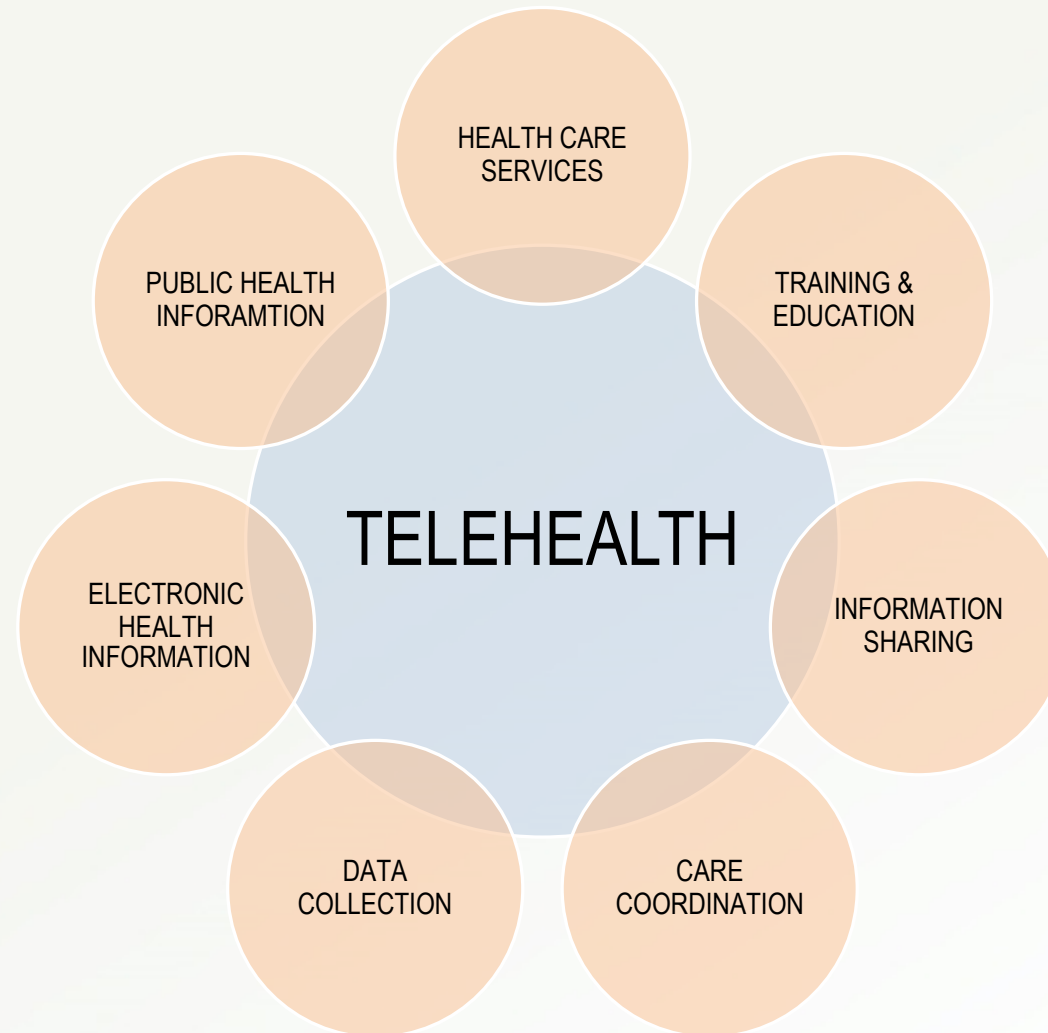 HEALTH CARE
SERVICES
PUBLIC HEALTH
INFORAMTION
TRAINING &
EDUCATION
TELEHEALTH
ELECTRONIC
HEALTH
INFORMATION
INFORMATION
SHARING
DATA
COLLECTION
CARE
COORDINATION